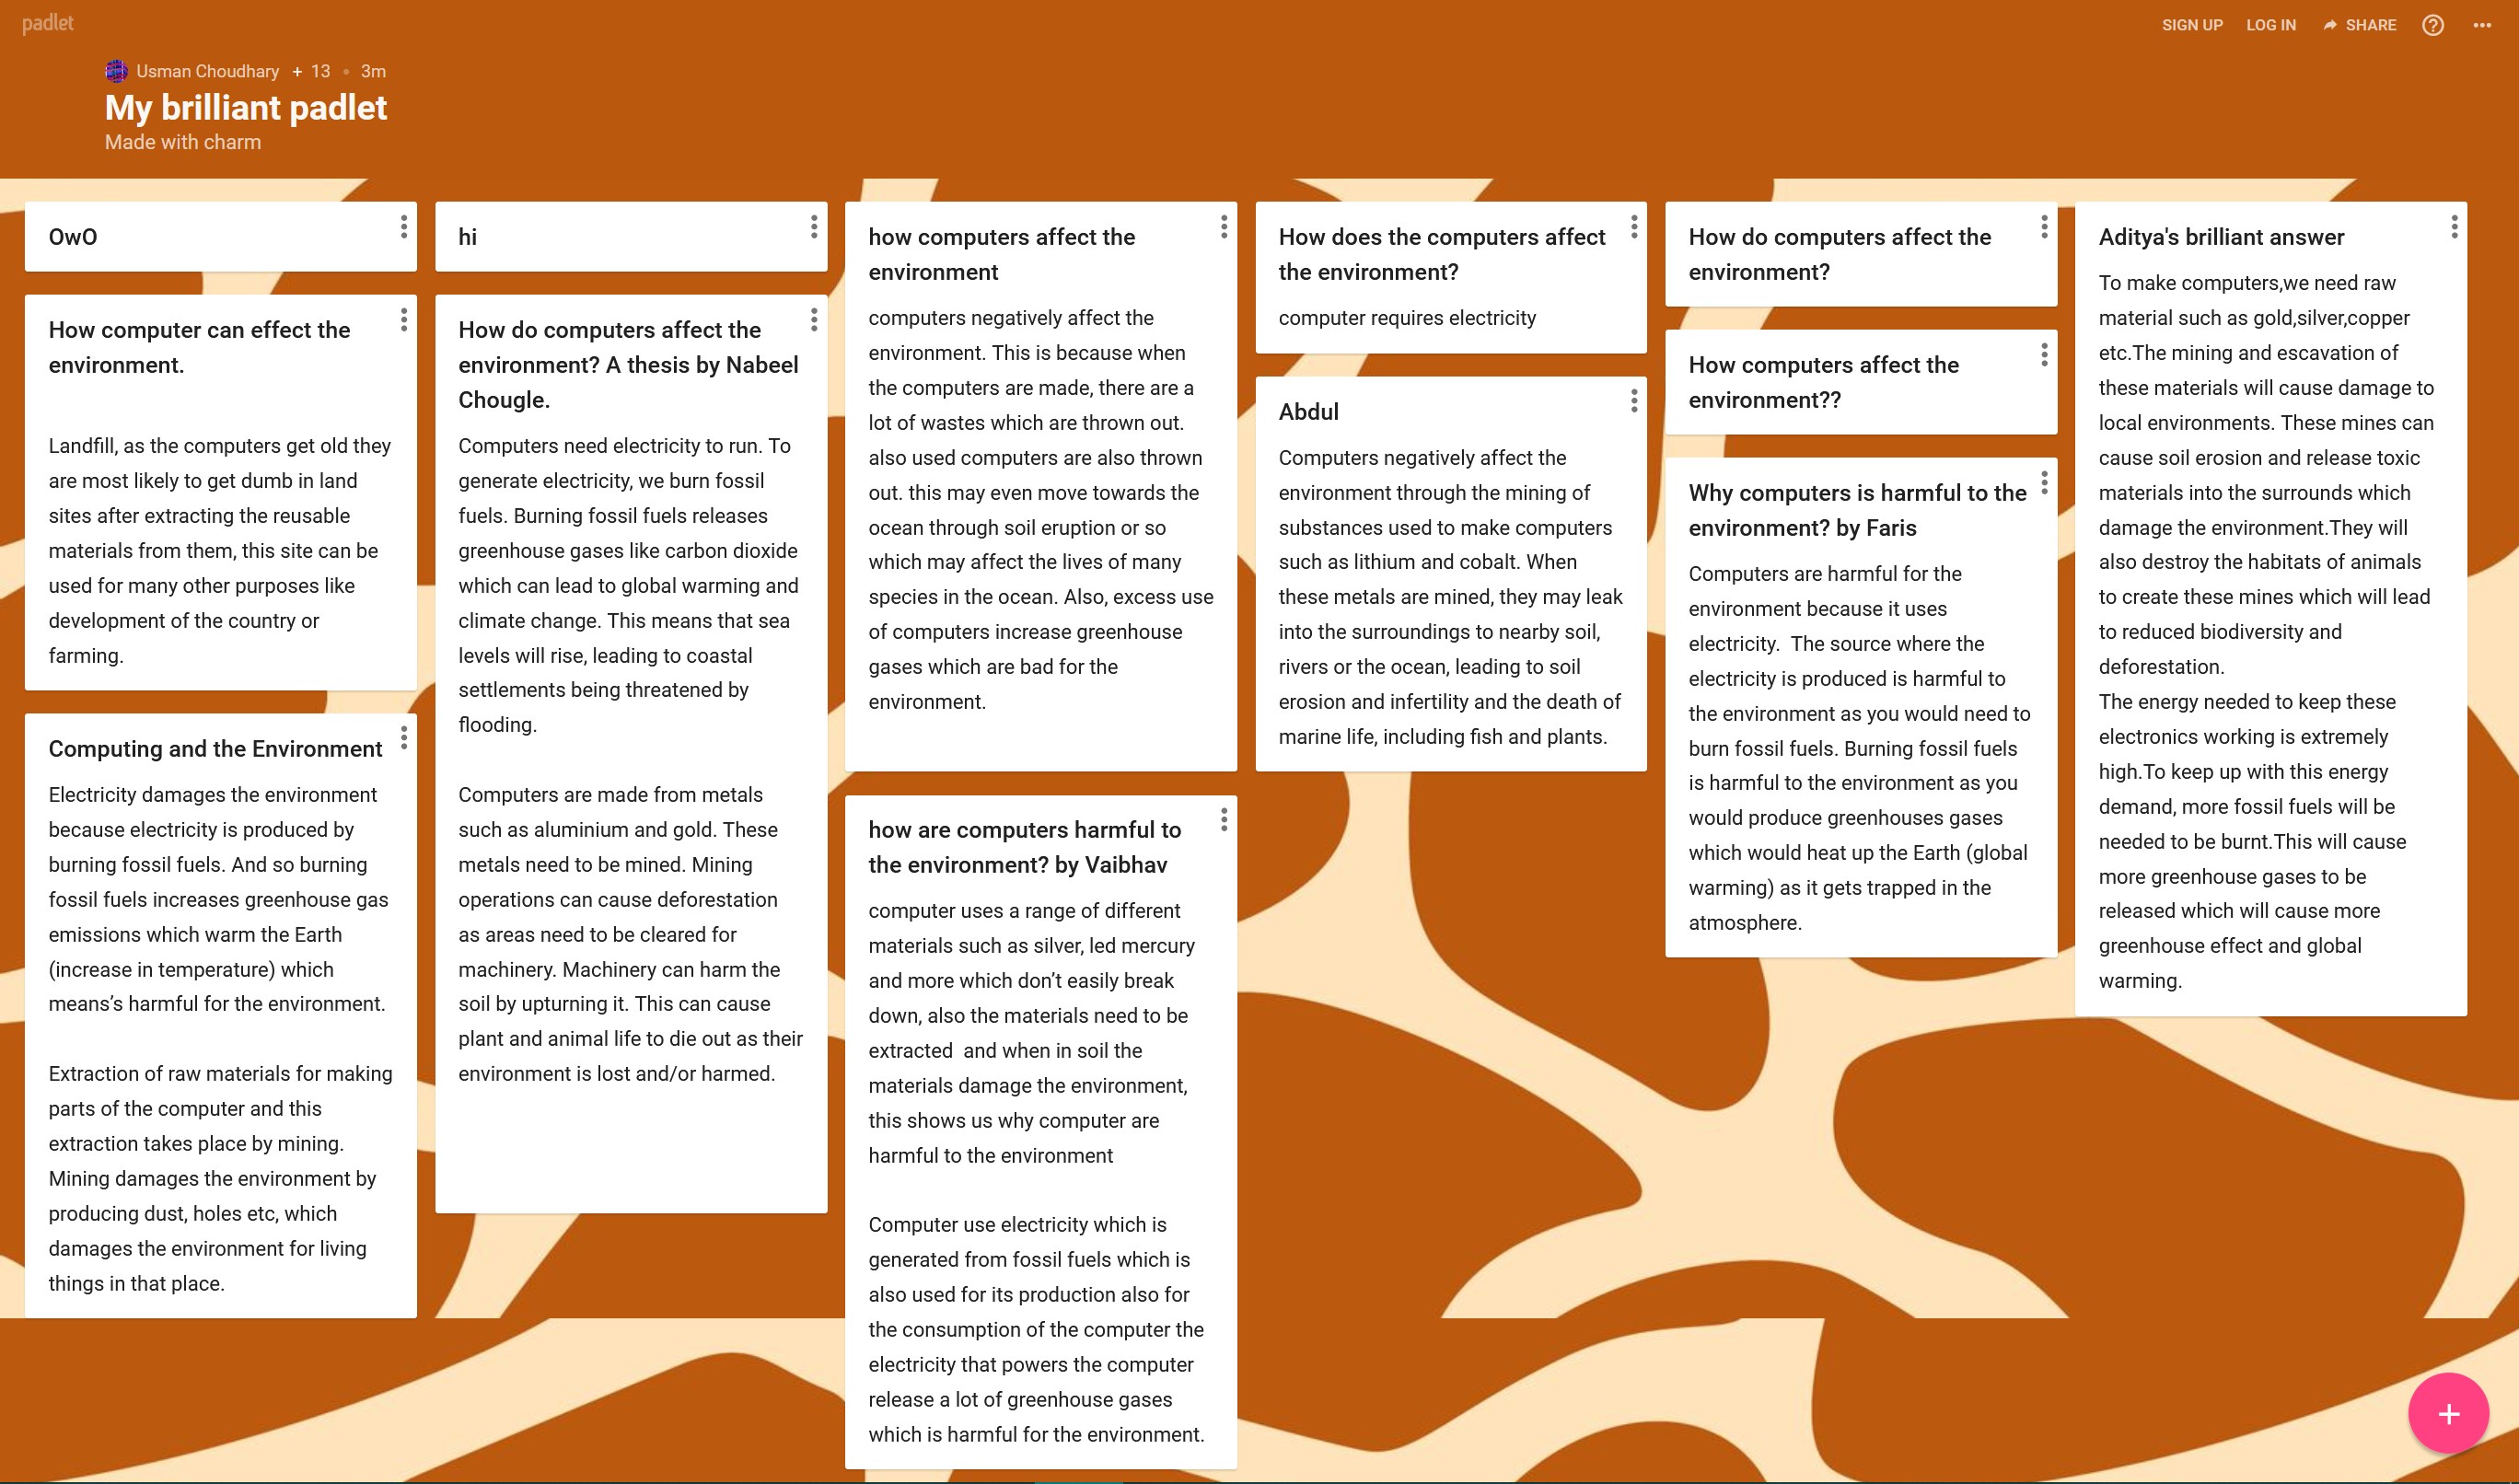 padlet
SIGN UP LOG IN SHARE
Usman Choudhary + 13 • 3m
My brilliant padlet
Made with charm
OwO
How computer can effect the
environment.
Landfill, as the computers get old they
are most likely to get dumb in land
sites after extracting the reusable
materials from them, this site can be
used for many other purposes like
development of the country or
farming.
Computing and the Environment
Electricity damages the environment
because electricity is produced by
burning fossil fuels. And so burning
fossil fuels increases greenhouse gas
emissions which warm the Earth
(increase in temperature) which
means’s harmful for the environment.
Extraction of raw materials for making
parts of the computer and this
extraction takes place by mining.
Mining damages the environment by
producing dust, holes etc, which
damages the environment for living
things in that place.
hi
How do computers affect the
environment? A thesis by Nabeel
Chougle.
Computers need electricity to run. To
generate electricity, we burn fossil
fuels. Burning fossil fuels releases
greenhouse gases like carbon dioxide
which can lead to global warming and
climate change. This means that sea
levels will rise, leading to coastal
settlements being threatened by
flooding.
Computers are made from metals
such as aluminium and gold. These
metals need to be mined. Mining
operations can cause deforestation
as areas need to be cleared for
machinery. Machinery can harm the
soil by upturning it. This can cause
plant and animal life to die out as their
environment is lost and/or harmed.
how computers affect the
environment
computers negatively affect the
environment. This is because when
the computers are made, there are a
lot of wastes which are thrown out.
also used computers are also thrown
out. this may even move towards the
ocean through soil eruption or so
which may affect the lives of many
species in the ocean. Also, excess use
of computers increase greenhouse
gases which are bad for the
environment.
how are computers harmful to
the environment? by Vaibhav
computer uses a range of different
materials such as silver, led mercury
and more which don’t easily break
down, also the materials need to be
extracted  and when in soil the
materials damage the environment,
this shows us why computer are
harmful to the environment
Computer use electricity which is
generated from fossil fuels which is
also used for its production also for
the consumption of the computer the
electricity that powers the computer
release a lot of greenhouse gases
which is harmful for the environment.
How does the computers affect
the environment?
computer requires electricity
Abdul
Computers negatively affect the
environment through the mining of
substances used to make computers
such as lithium and cobalt. When
these metals are mined, they may leak
into the surroundings to nearby soil,
rivers or the ocean, leading to soil
erosion and infertility and the death of
marine life, including fish and plants.
How do computers affect the
environment?
How computers affect the
environment??
Why computers is harmful to the
environment? by Faris
Computers are harmful for the
environment because it uses
electricity.  The source where the
electricity is produced is harmful to
the environment as you would need to
burn fossil fuels. Burning fossil fuels
is harmful to the environment as you
would produce greenhouses gases
which would heat up the Earth (global
warming) as it gets trapped in the
atmosphere.
Aditya's brilliant answer
To make computers,we need raw
material such as gold,silver,copper
etc.The mining and escavation of
these materials will cause damage to
local environments. These mines can
cause soil erosion and release toxic
materials into the surrounds which
damage the environment.They will
also destroy the habitats of animals
to create these mines which will lead
to reduced biodiversity and
deforestation.
The energy needed to keep these
electronics working is extremely
high.To keep up with this energy
demand, more fossil fuels will be
needed to be burnt.This will cause
more greenhouse gases to be
released which will cause more
greenhouse effect and global
warming.